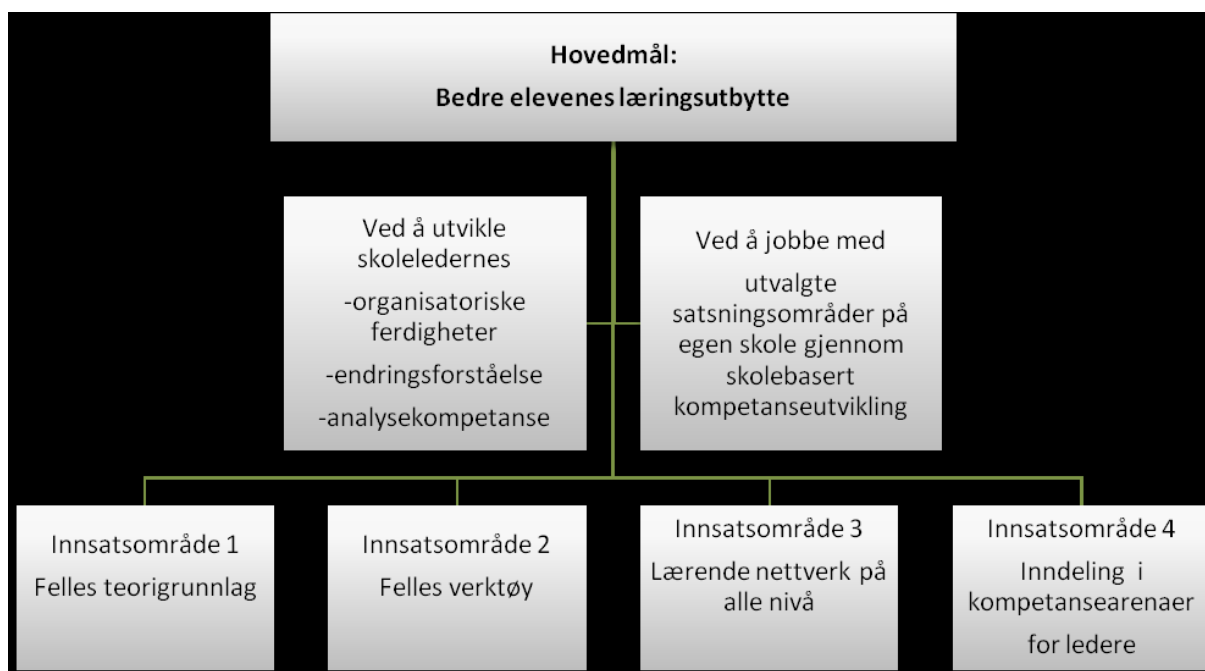 Hovedmål:
Bedre elevenes læringsutbytte
Ved å utvikle
skoleledernes
-organisatoriske
ferdigheter
-endringsforståelse
-analysekompetanse
Ved å jobbe med
utvalgte
satsningsområder på
egen skole gjennom
skolebasert
kompetanseutvikling
Innsatsområde 1
Felles teorigrunnlag
Innsatsområde 2
Felles verktøy
Innsatsområde 3
Lærende nettverk på
alle nivå
Innsatsområde 4
Inndeling i
kompetansearenaer
for ledere